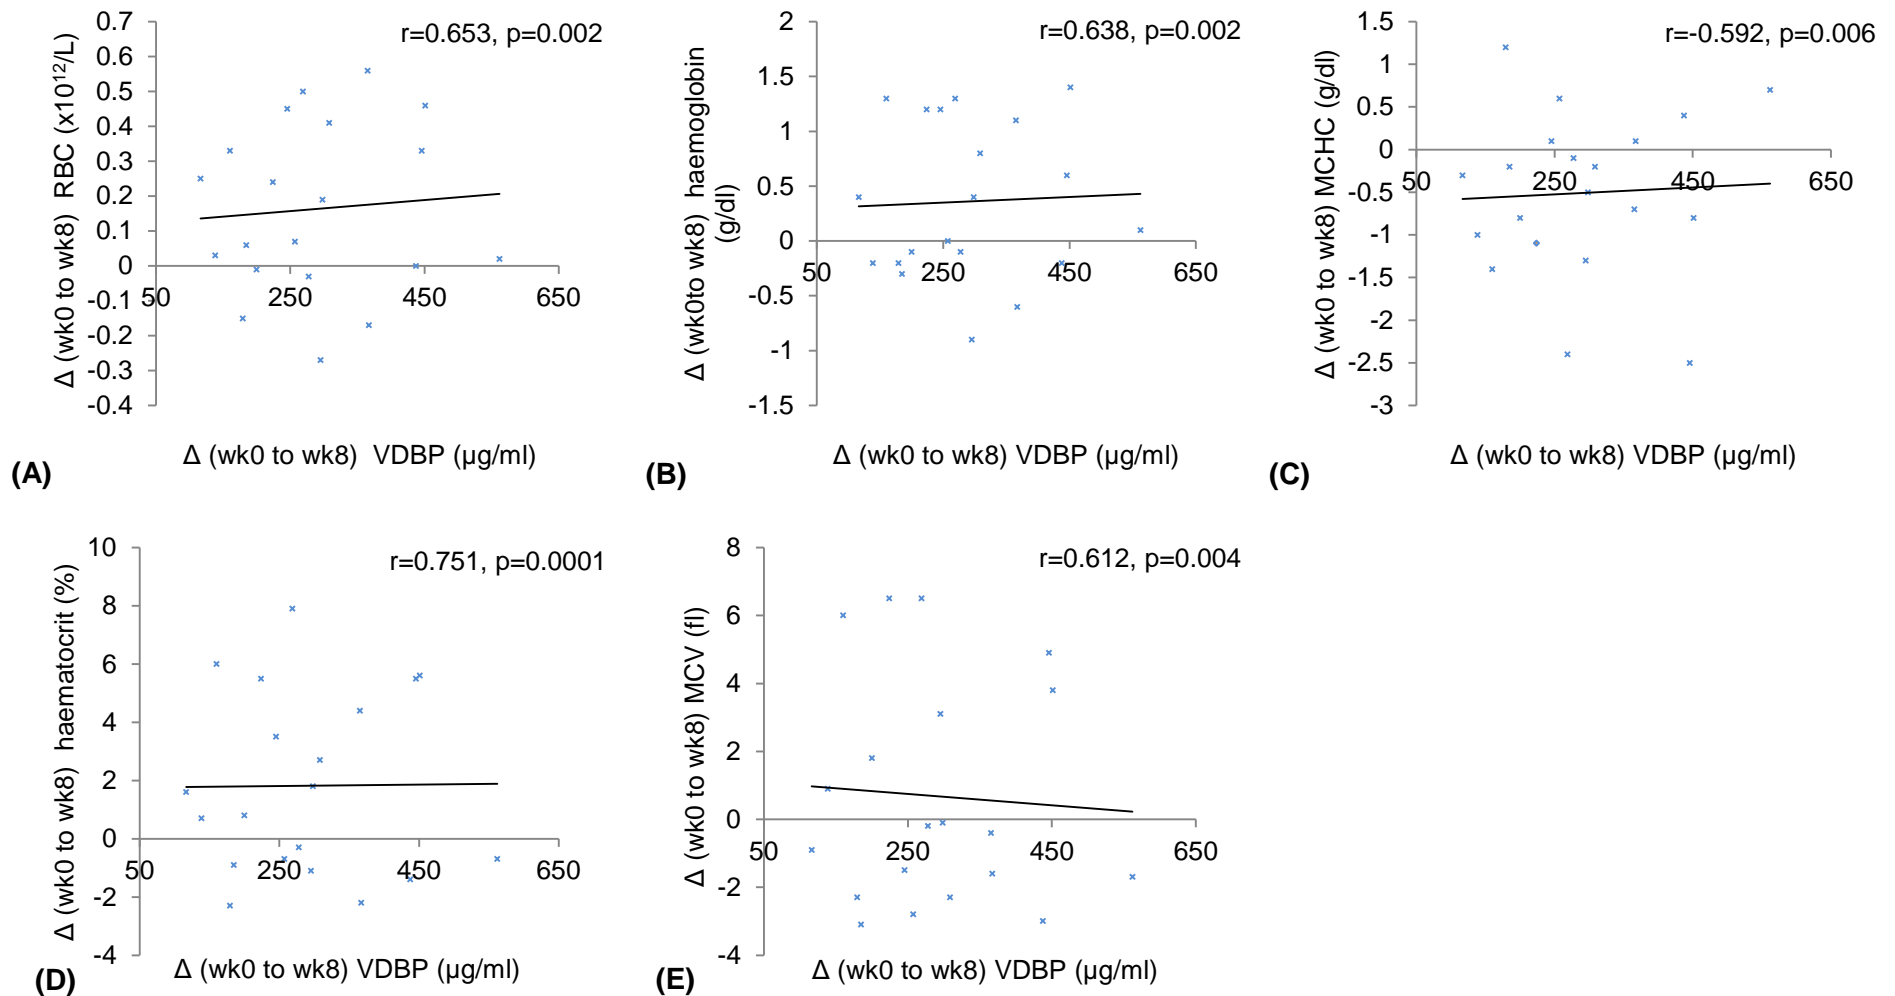 r=0.653, p=0.002
Δ (wk0 to wk8) RBC (x10¹²/L)
0.7
0.6
0.5
0.4
0.3
0.2
0.1
0
-0.1
-0.2
-0.3
-0.4
50 250 450 650
Δ (wk0 to wk8) VDBP (µg/ml)
(A)
r=0.638, p=0.002
Δ (wk0to wk8) haemoglobin
(g/dl)
2
1.5
1
0.5
0
-0.5
-1
-1.5
50 250 450 650
Δ (wk0 to wk8) VDBP (µg/ml)
(B)
r=-0.592, p=0.006
Δ (wk0 to wk8) MCHC (g/dl)
1.5
1
0.5
0
-0.5
-1
-1.5
-2
-2.5
-3
50 250 450 650
Δ (wk0 to wk8) VDBP (µg/ml)
(C)
r=0.751, p=0.0001
Δ (wk0 to wk8) haematocrit (%)
10
8
6
4
2
0
-2
-4
50 250 450 650
Δ (wk0 to wk8) VDBP (µg/ml)
(D)
r=0.612, p=0.004
Δ (wk0 to wk8) MCV (fl)
8
6
4
2
0
-2
-4
50 250 450 650
Δ (wk0 to wk8) VDBP (µg/ml)
(E)